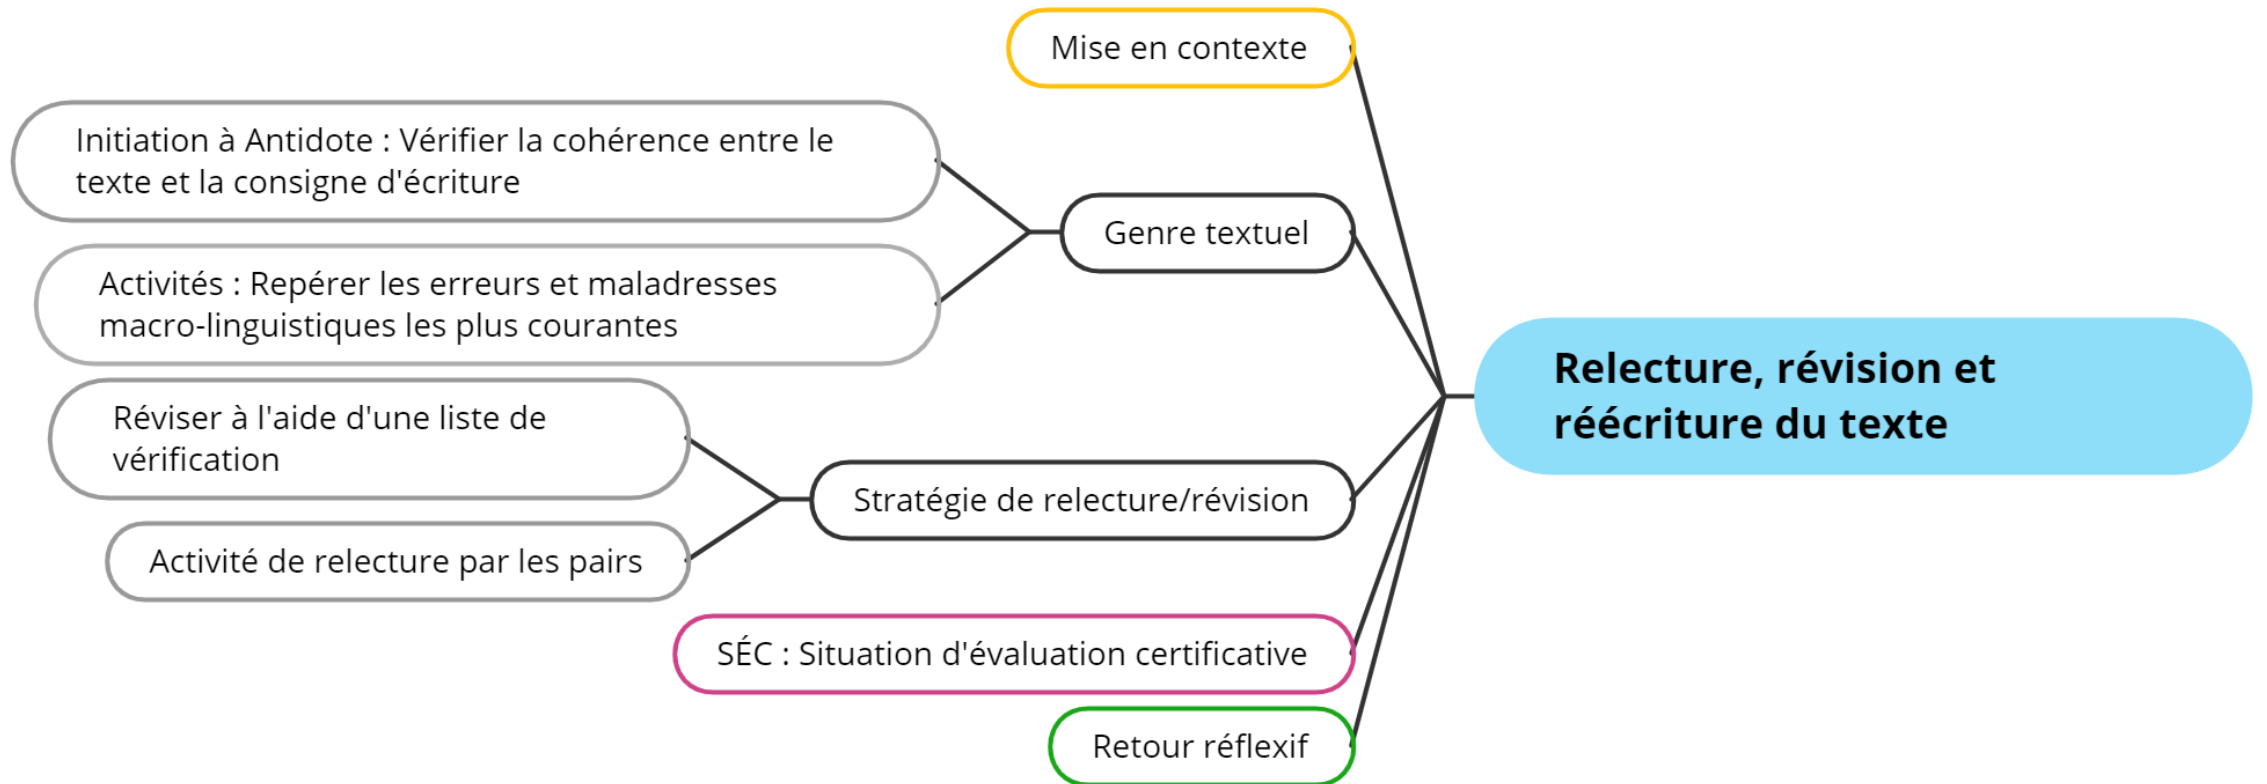 Mise en contexte
Initiation à Antidote : Vérifier la cohérence entre le
texte et la consigne d'écriture
Genre textuel
Activités : Repérer les erreurs et maladresses
macro-linguistiques les plus courantes
Relecture, révision et
réécriture du texte
Réviser à l'aide d'une liste de
vérification
Stratégie de relecture/révision
Activité de relecture par les pairs
SÉC : Situation d'évaluation certificative
Retour réflexif